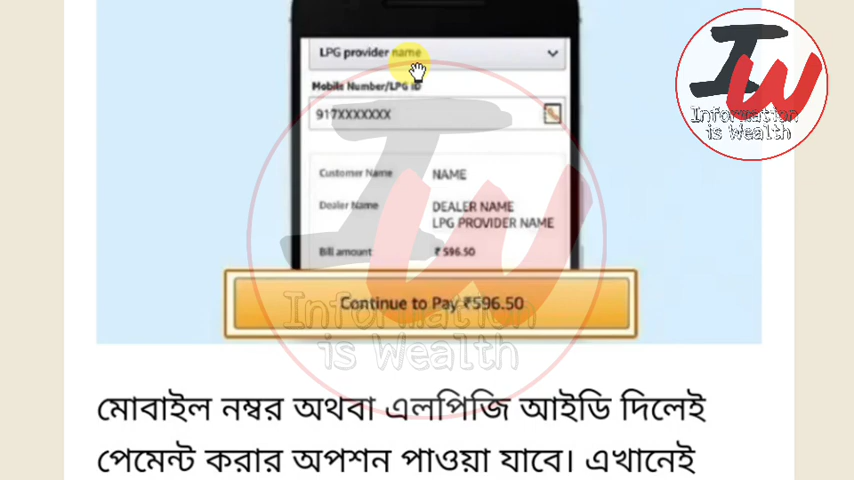 LPG provider name
Mobile Number/LPG ID
917XXXXXXX
Customer Name NAME
Dealer Name DEALER NAME
LPG PROVIDER NAME
Bill amount ₹ 596.50
Continue to Pay ₹596.50
মোবাইল নম্বর অথবা এলপিজি আইডি দিলেই
পেমেন্ট করার অপশন পাওয়া যাবে। এখানেই
IW
Information
is Wealth
IW
Information
is Wealth